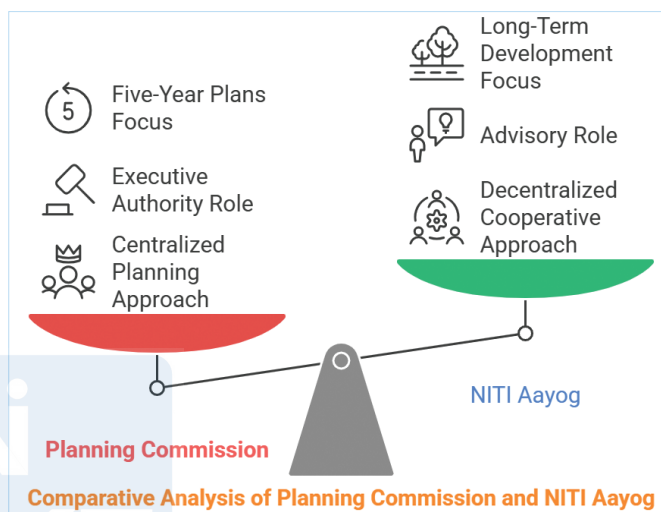 5
Five-Year Plans
Focus
Executive
Authority Role
Centralized
Planning
Approach
Long-Term
Development
Focus
Advisory Role
Decentralized
Cooperative
Approach
Planning Commission
NITI Aayog
Comparative Analysis of Planning Commission and NITI Aayog